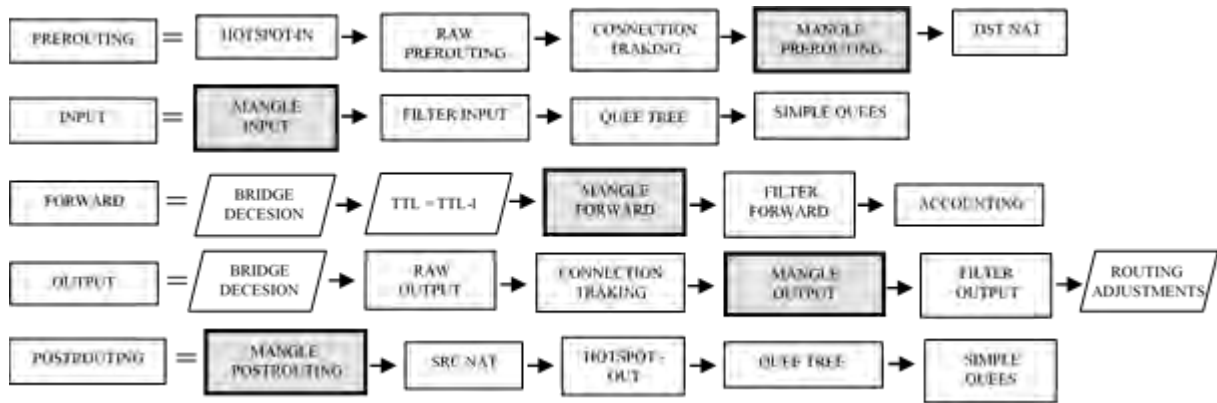 PREROUTING = HOTSPOT-IN RAW PREROUTING CONNECTION TRAKING MANGLE PREROUTING DST NAT
INPUT = MANGLE INPUT FILTER INPUT QUEE TREE SIMPLE QUEES
FORWARD = BRIDGE DECESION TTL = TTL-1 MANGLE FORWARD FILTER FORWARD ACCOUNTING
OUTPUT = BRIDGE DECESION RAW OUTPUT CONNECTION TRAKING MANGLE OUTPUT FILTER OUTPUT ROUTING ADJUSTMENTS
POSTROUTING = MANGLE POSTROUTING SRC NAT HOTSPOT - OUT QUEE TREE SIMPLE QUEES